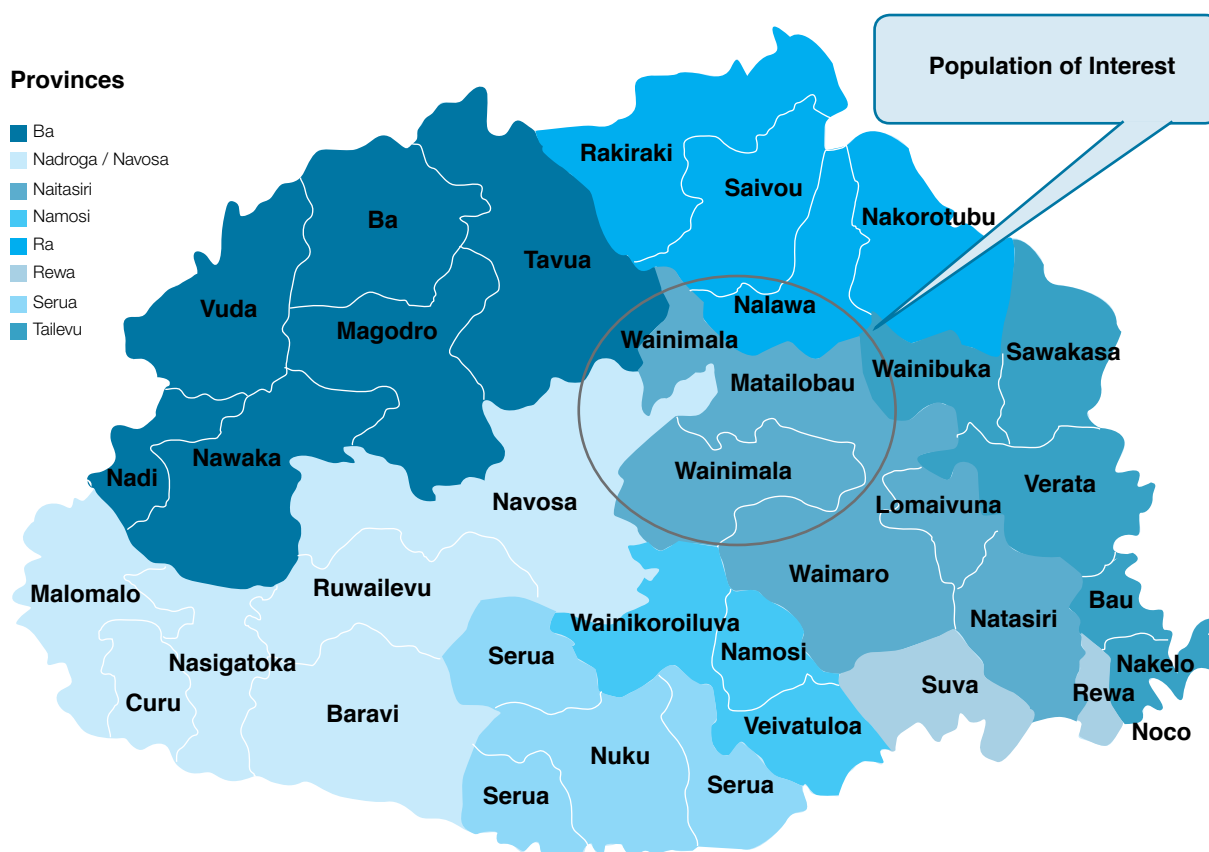 Population of Interest
Provinces
Ba
Nadroga / Navosa
Naitasiri
Namosi
Ra
Rewa
Serua
Tailevu
Rakiraki
Saivou
Nakorotubu
Ba
Tavua
Vuda
Magodro
Nalawa
Wainimala
Sawakasa
Wainibuka
Matailobau
Nadi
Nawaka
Wainimala
Navosa
Lomaivuna
Verata
Malomalo
Ruwailevu
Waimaro
Bau
Wainikoroiluva
Natasiri
Nasigatoka
Serua
Namosi
Nakelo
Curu
Baravi
Suva
Rewa
Veivatuloa
Noco
Nuku
Serua
Serua